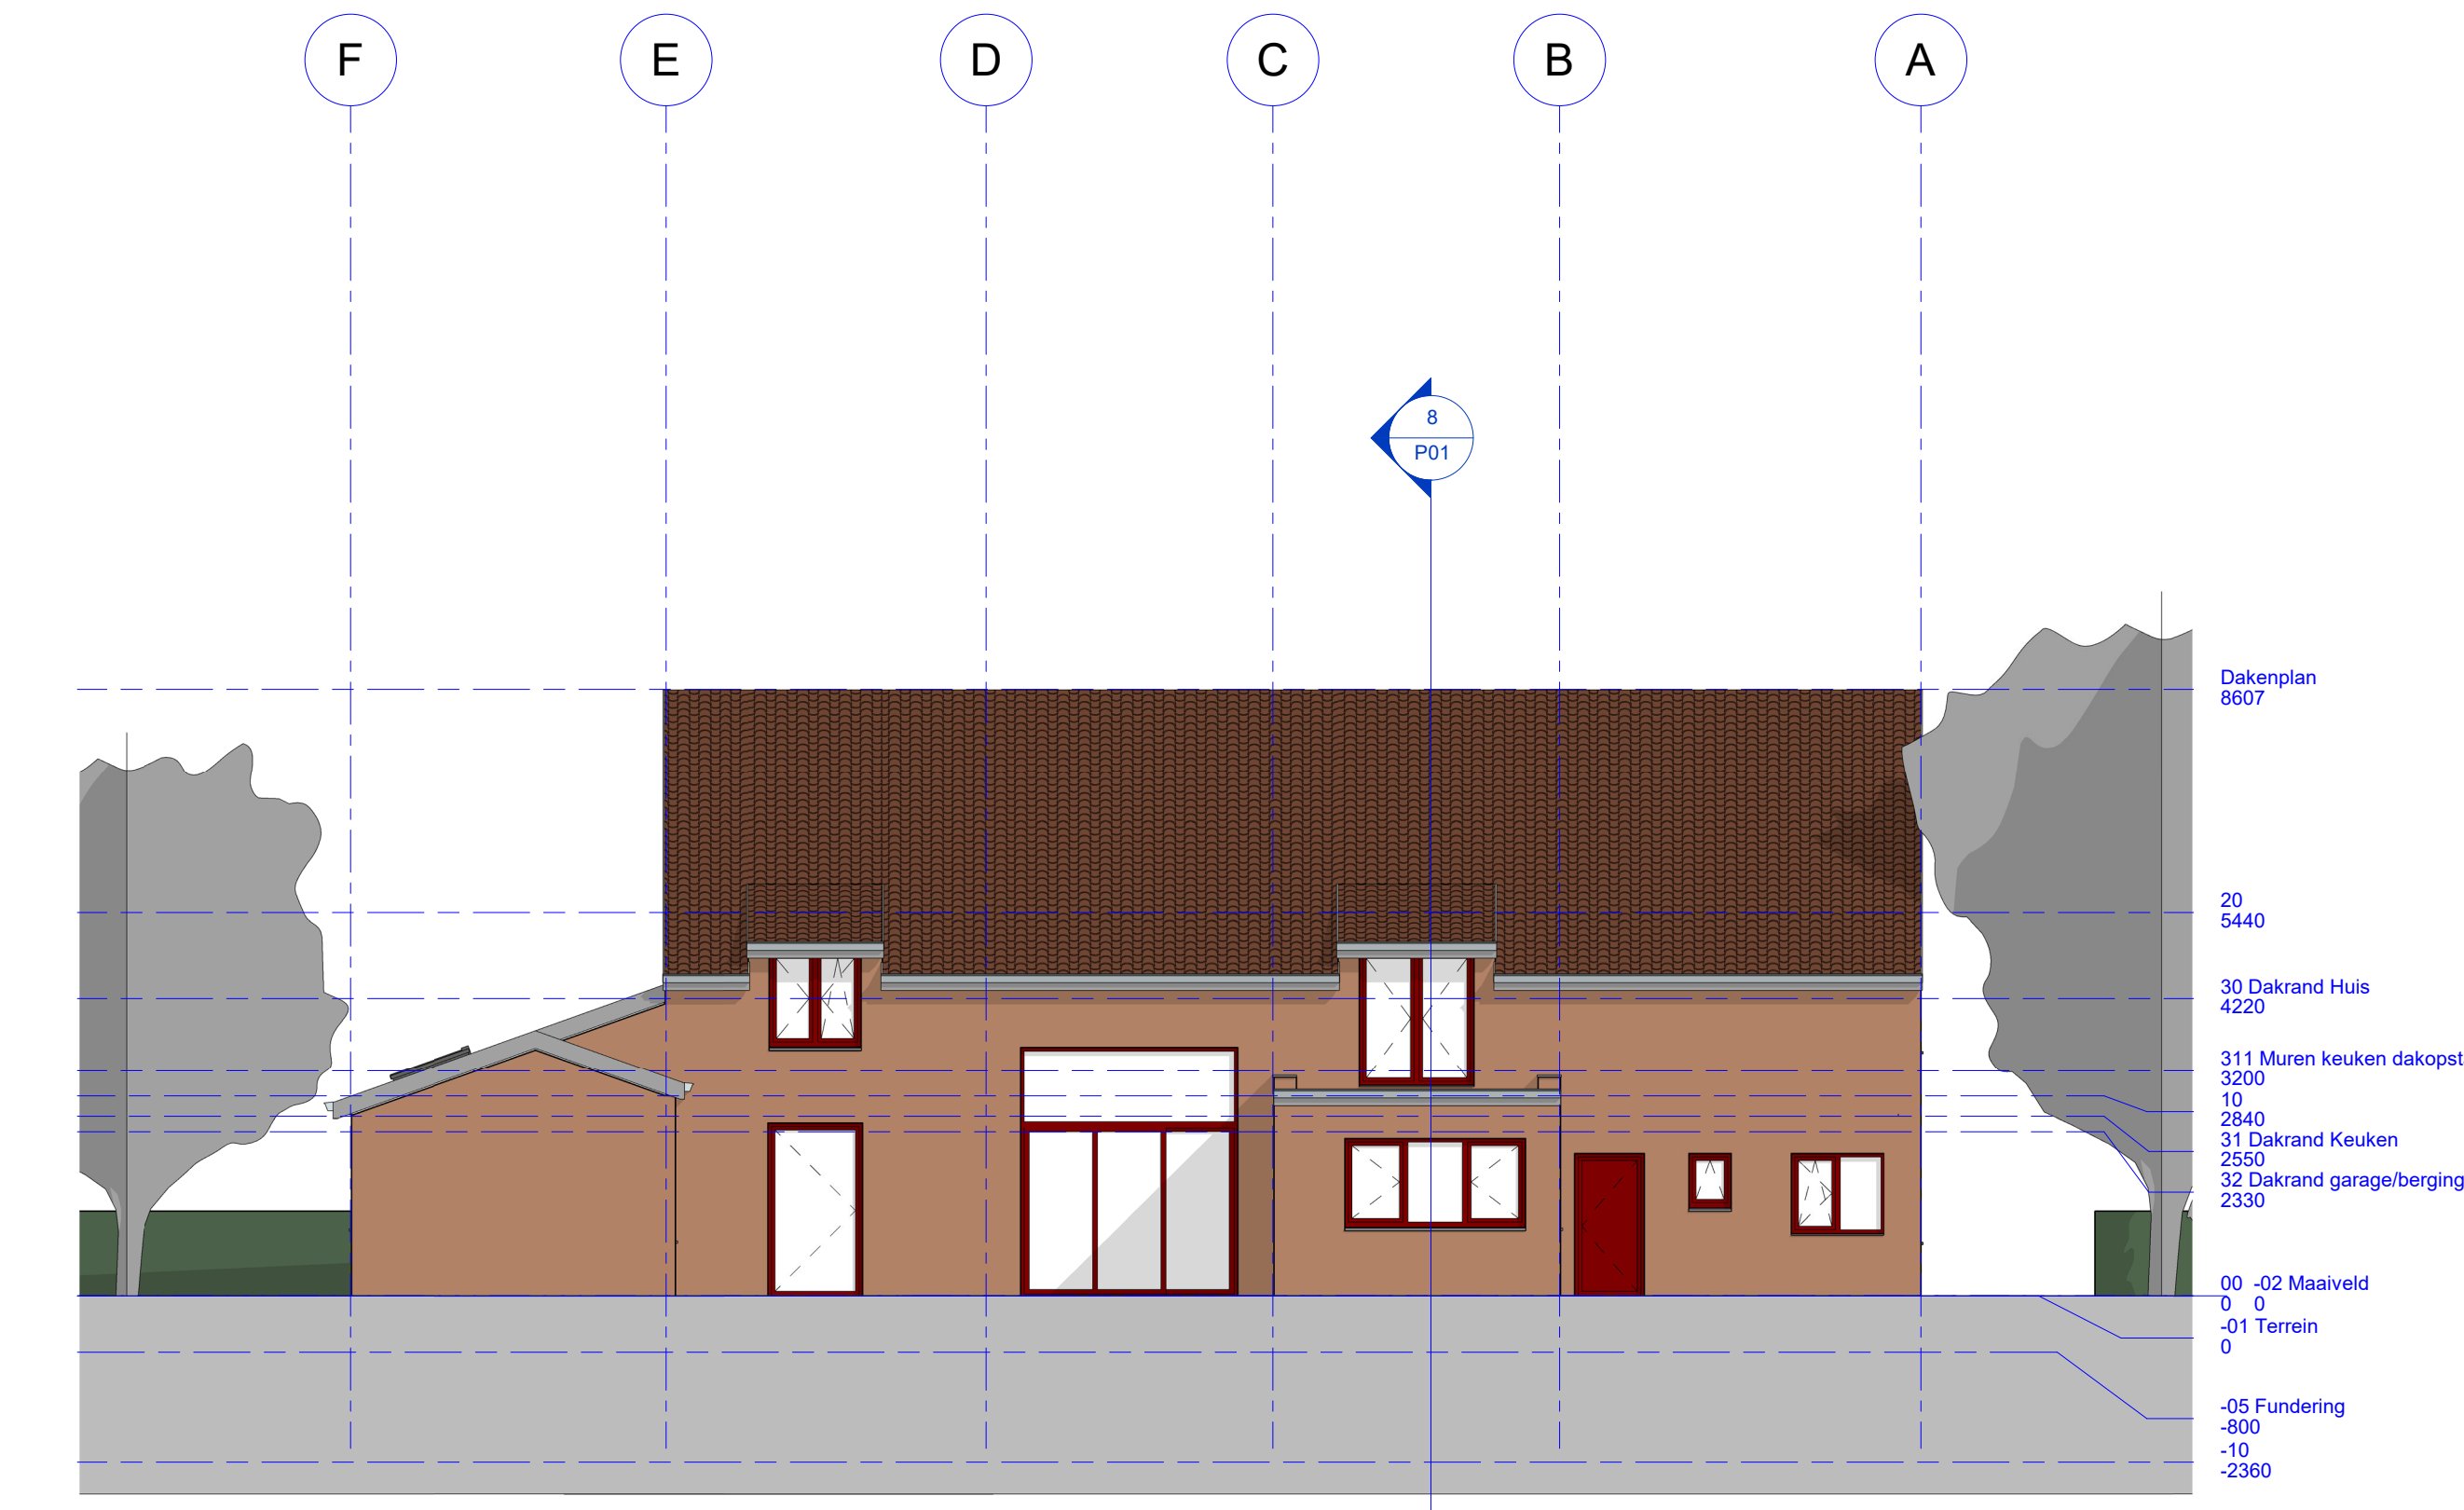 F E D C B A
8
P01
Dakenplan
8607
20
5440
30 Dakrand Huis
4220
311 Muren keuken dakopst
3200
10
2840
31 Dakrand Keuken
2550
32 Dakrand garage/berging
2330
00 -02 Maaiveld
0 0
-01 Terrein
0
-05 Fundering
-800
-10
-2360